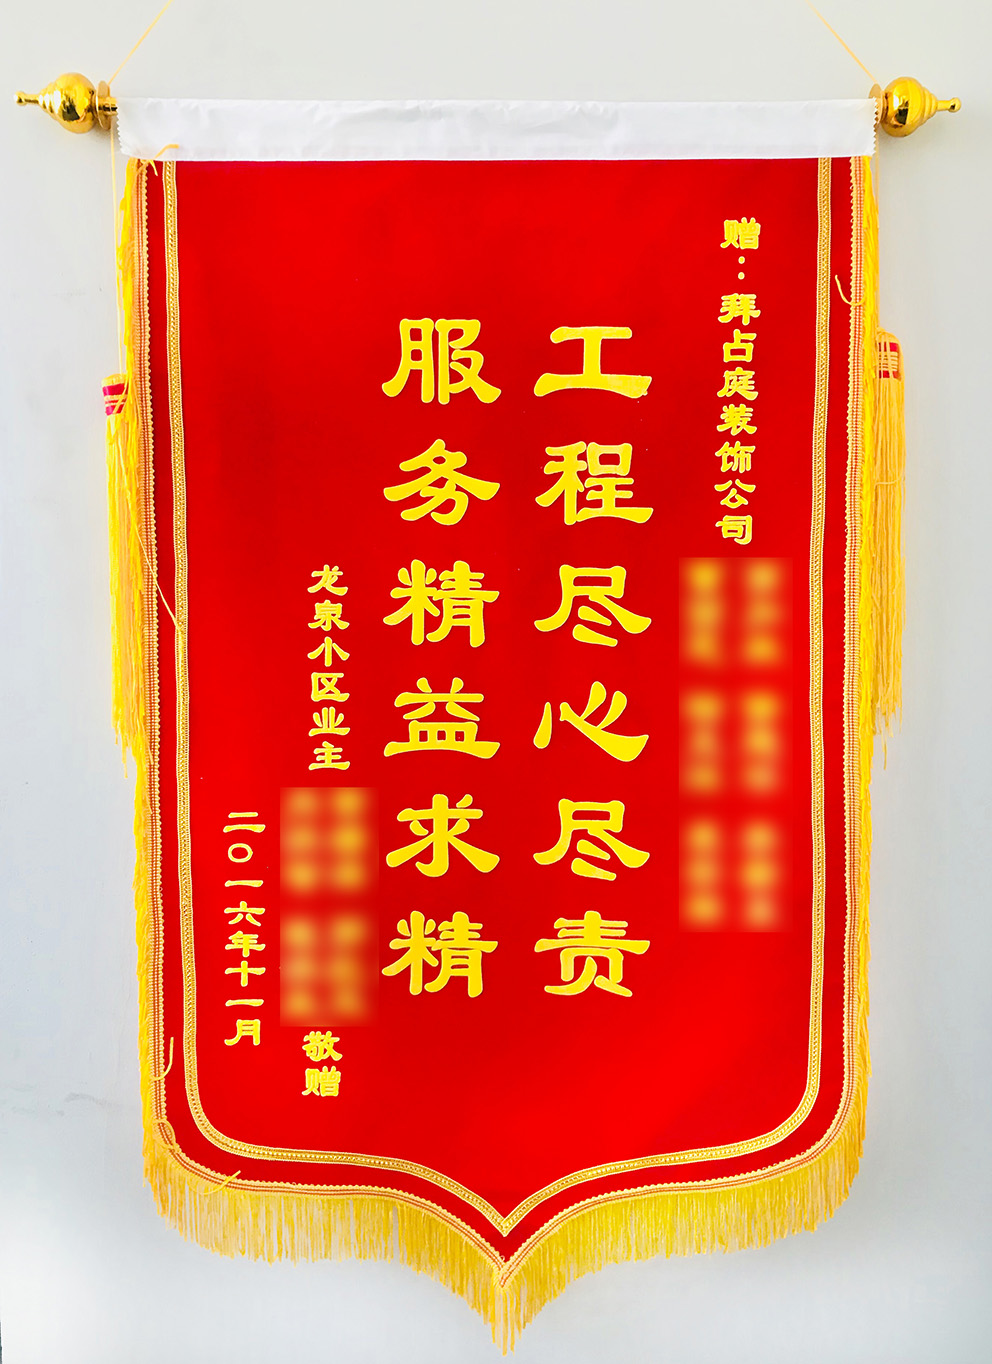 赠：拜占庭装饰公司
工程尽心尽责
服务精益求精
龙泉小区业主
敬赠
二〇一六年十一月